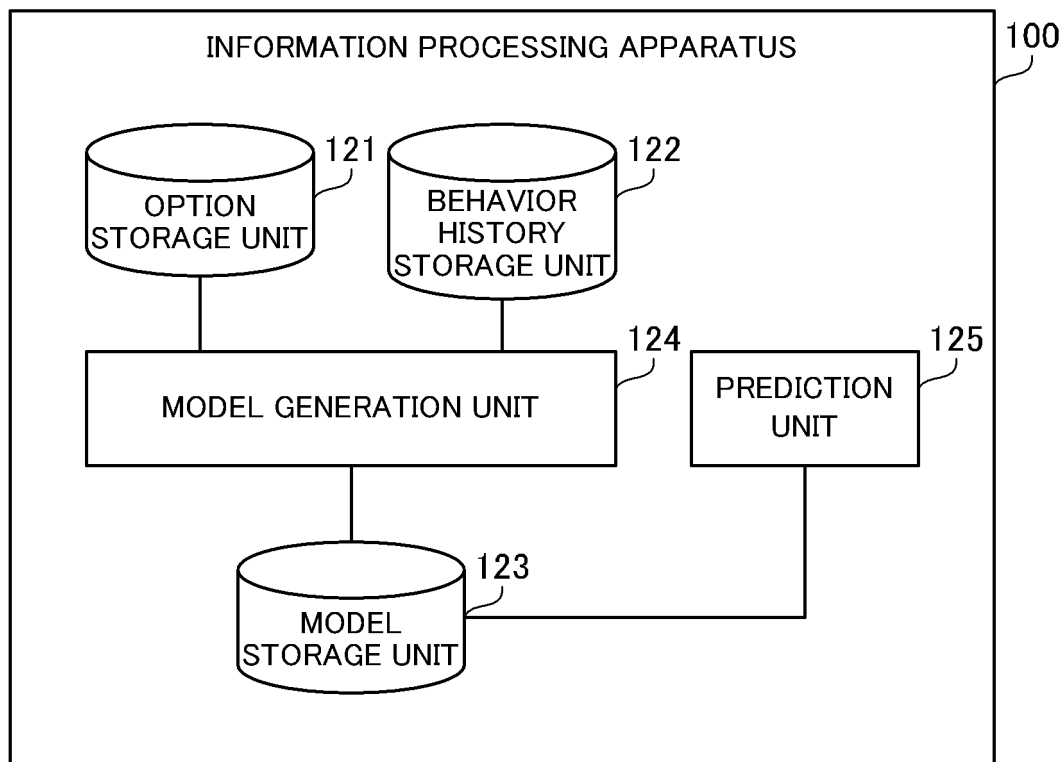 INFORMATION PROCESSING APPARATUS
100
121
122
OPTION
STORAGE UNIT
BEHAVIOR
HISTORY
STORAGE UNIT
124
125
MODEL GENERATION UNIT
PREDICTION
UNIT
123
MODEL
STORAGE UNIT